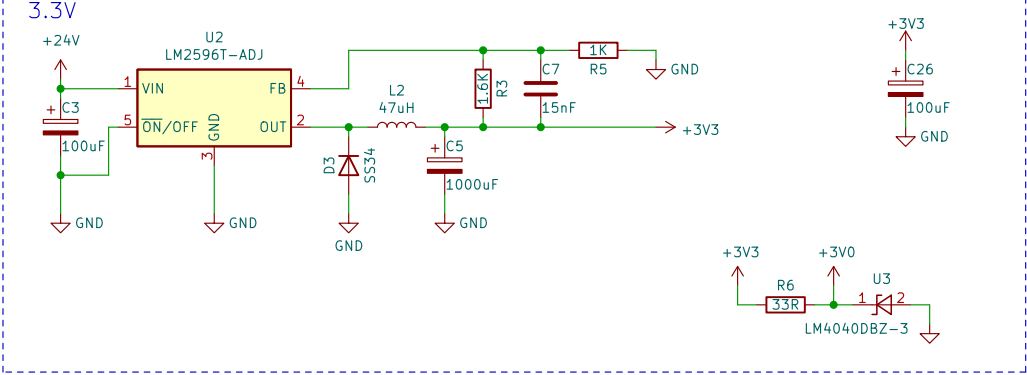 3.3V
+24V
U2
LM2596T-ADJ
1
VIN
FB
4
5
ON/OFF
GND
OUT
2
3
+
C3
100uF
GND
GND
L2
47uH
D3
SS34
GND
+
C5
1000uF
GND
1.6K
R3
C7
15nF
1K
R5
GND
+3V3
+3V3
+
C26
100uF
GND
+3V3
R6
33R
+3V0
U3
1
2
LM4040DBZ-3